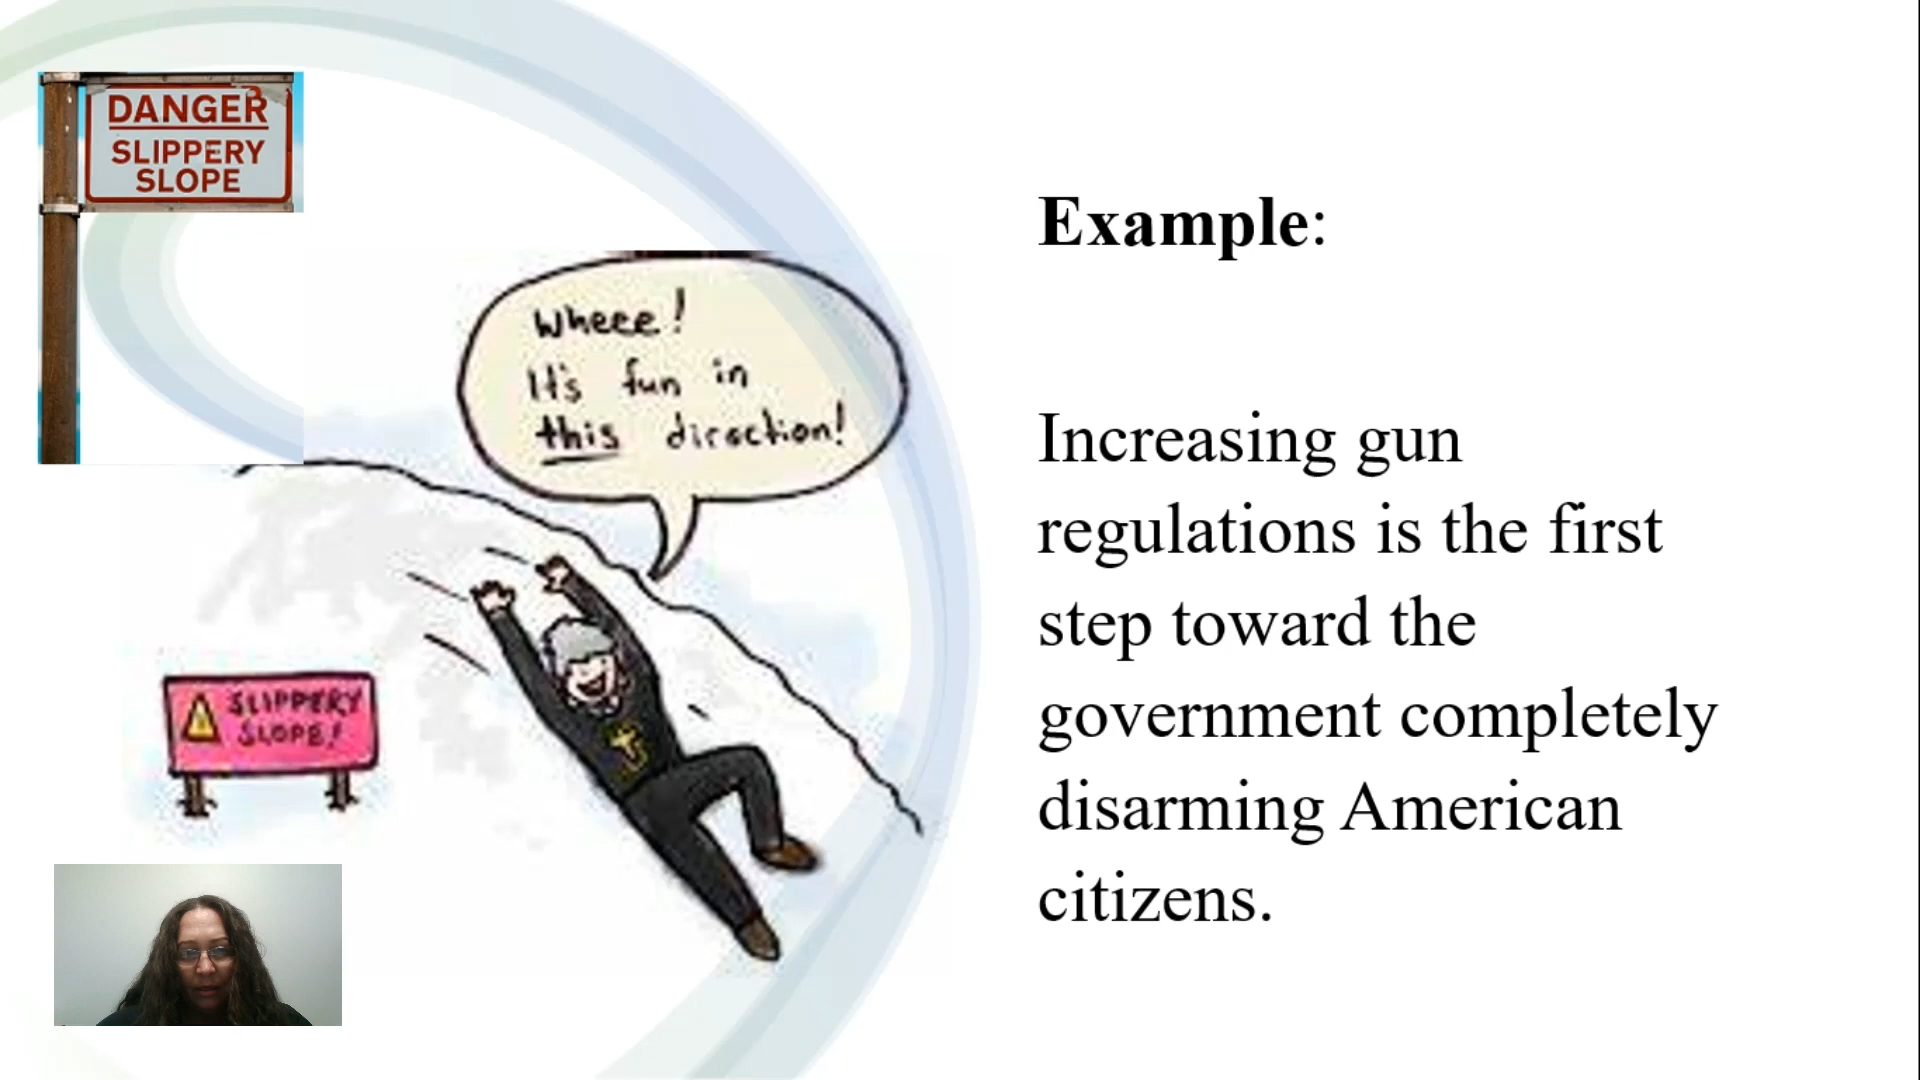 DANGER
SLIPPERY
SLOPE
Wheee!
It's fun in
this direction!
SLIPPERY
SLOPE!
Example:
Increasing gun
regulations is the first
step toward the
government completely
disarming American
citizens.